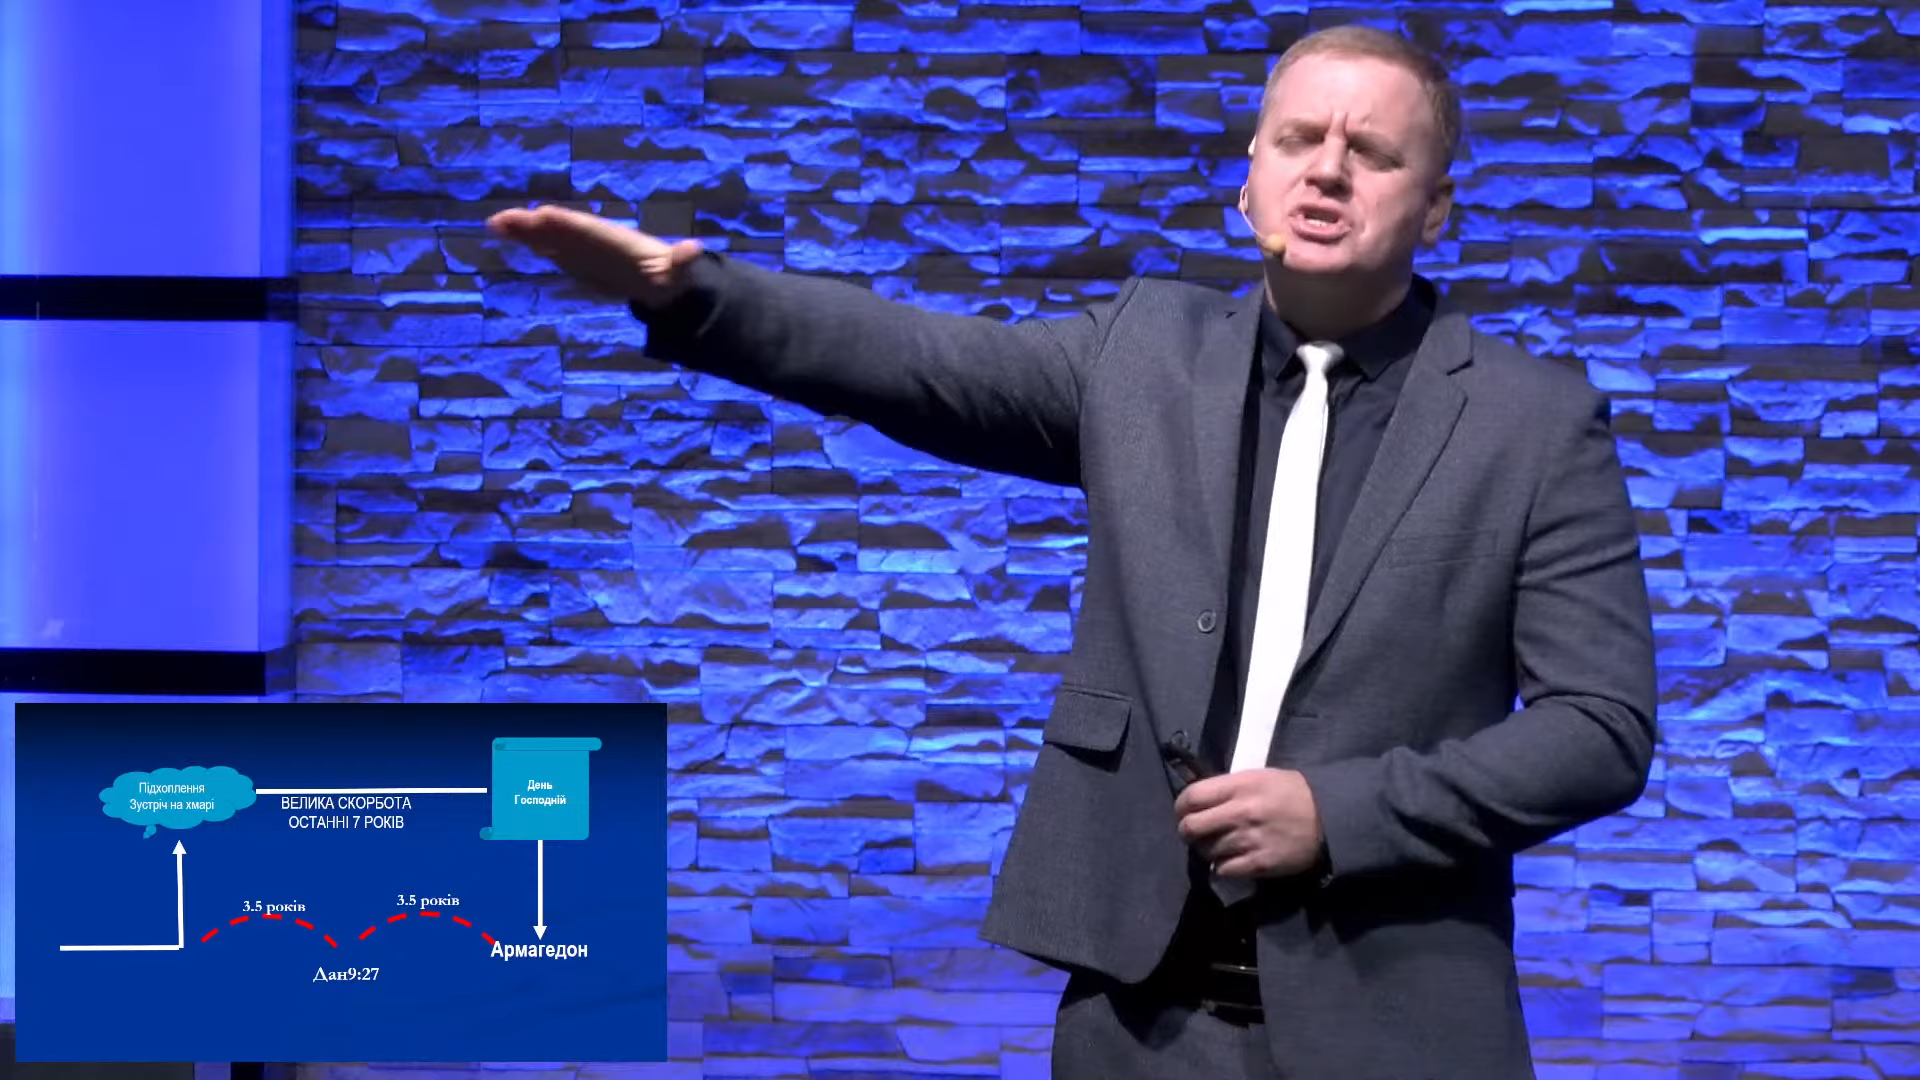 Підхоплення
Зустріч на хмарі
ВЕЛИКА СКОРБОТА
ОСТАННІ 7 РОКІВ
День
Господній
3.5 років
3.5 років
Армагедон
Дан9:27